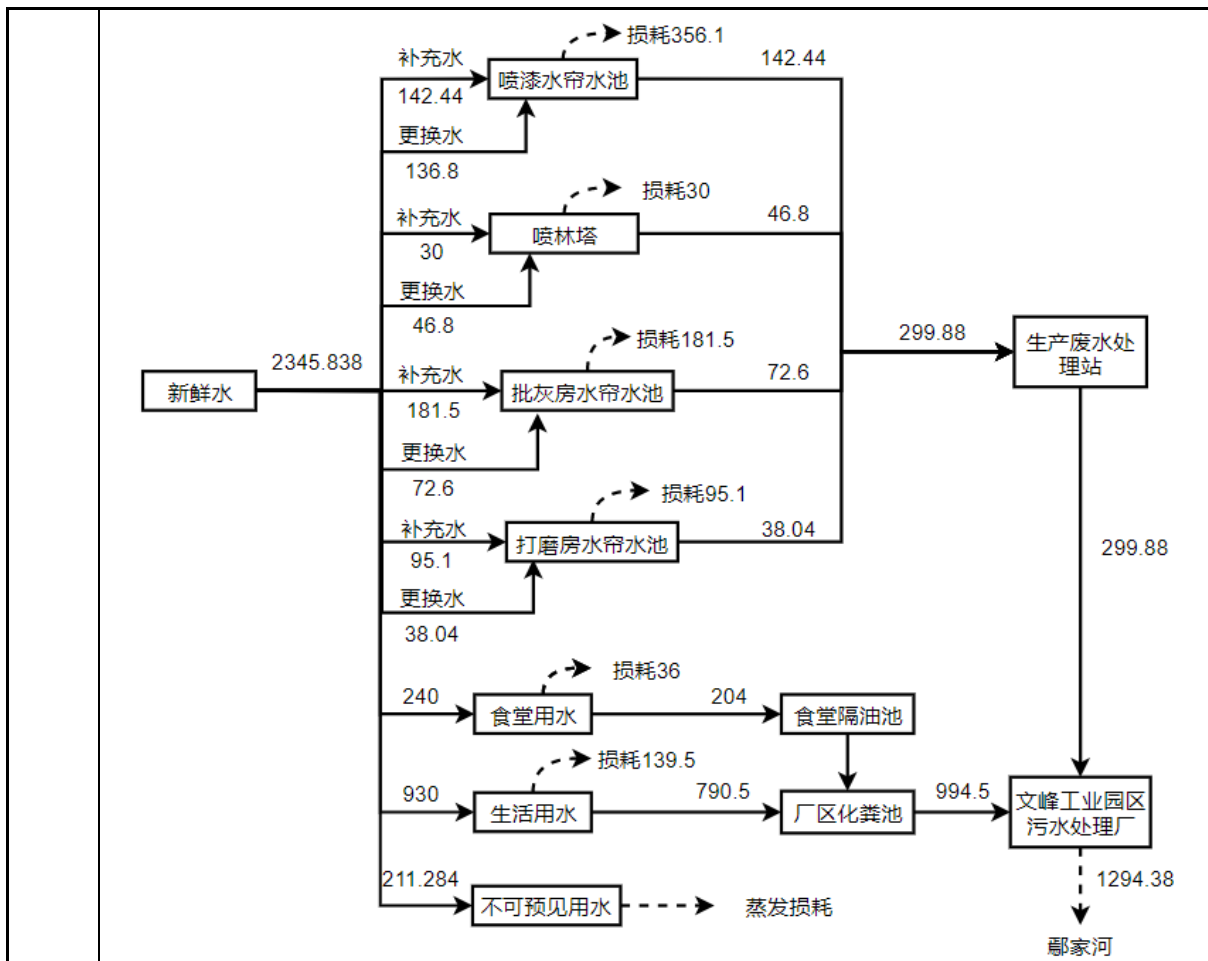 损耗356.1
补充水
142.44
喷漆水帘水池
142.44
更换水
136.8
损耗30
补充水
30
喷林塔
46.8
更换水
46.8
损耗181.5
299.88
生产废水处
理站
新鲜水
2345.838
补充水
181.5
批灰房水帘水池
72.6
更换水
72.6
损耗95.1
补充水
95.1
打磨房水帘水池
38.04
更换水
38.04
299.88
损耗36
240
食堂用水
204
食堂隔油池
损耗139.5
930
生活用水
790.5
厂区化粪池
994.5
文峰工业园区
污水处理厂
211.284
不可预见用水
蒸发损耗
1294.38
鄢家河